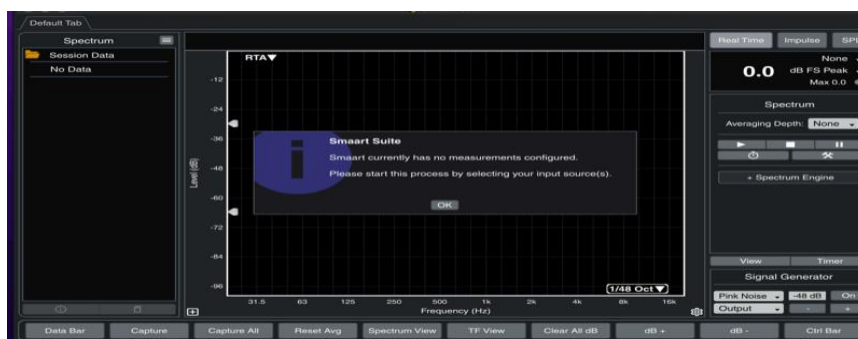 Default Tab
Spectrum
Session Data
No Data
RTA▼
-12
-24
-36
-48
-60
-72
-84
-96
Level (dB)
Smaart Suite
Smaart currently has no measurements configured.
Please start this process by selecting your input source(s).
OK
1/48 Oct▼
31.5 63 125 250 500 1k 2k 4k 8k 16k
Frequency (Hz)
Real Time Impulse SPL
None
0.0 dB FS Peak
Max 0.0
Spectrum
Averaging Depth: None
+ Spectrum Engine
View Timer
Signal Generator
Pink Noise -48 dB On
Output - +
Data Bar Capture Capture All Reset Avg Spectrum View TF View Clear All dB dB + dB - Ctrl Bar